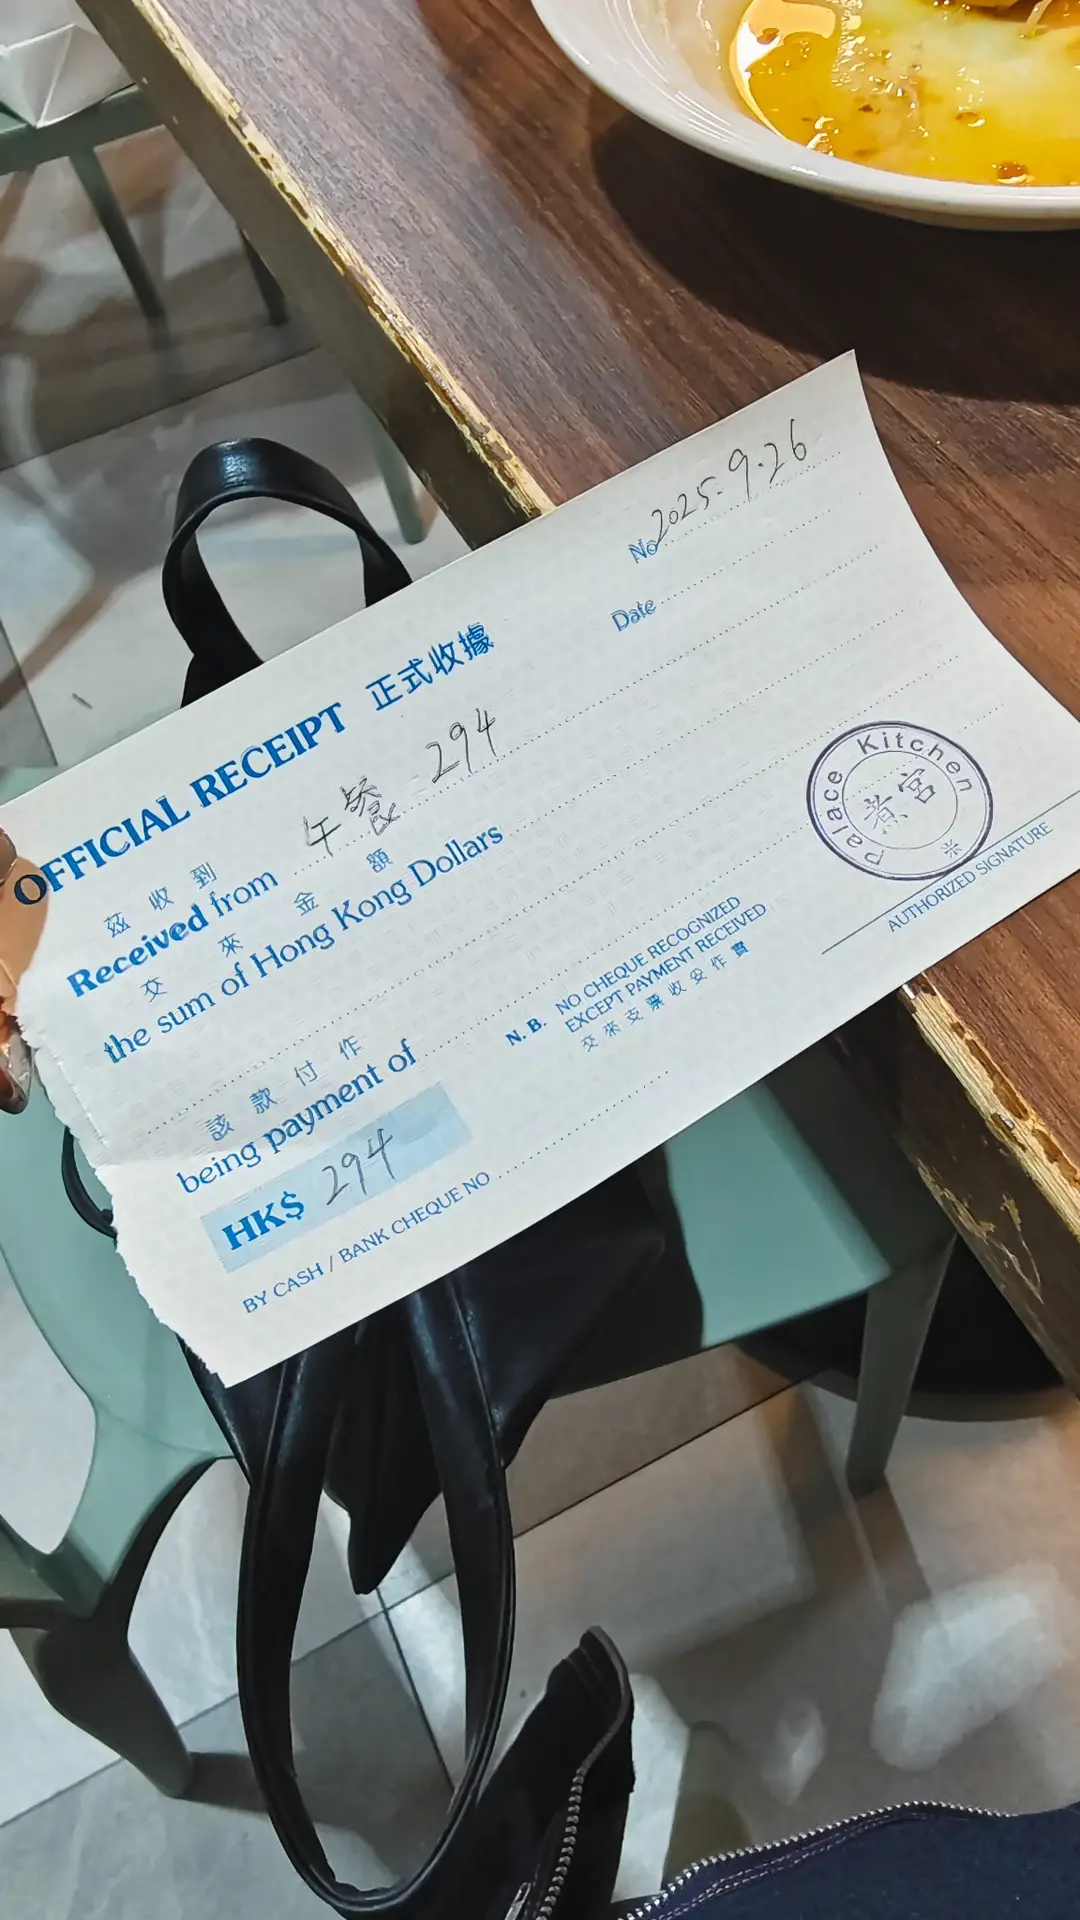 No 2025.9.26
Date
OFFICIAL RECEIPT 正式收據
茲收到
Received from 午餐 294
交來金額
the sum of Hong Kong Dollars
該款付作
being payment of
HK$ 294
N.B. NO CHEQUE RECOGNIZED
EXCEPT PAYMENT RECEIVED
交來支票收妥作實
BY CASH / BANK CHEQUE NO
Palace Kitchen
煮宮
AUTHORIZED SIGNATURE